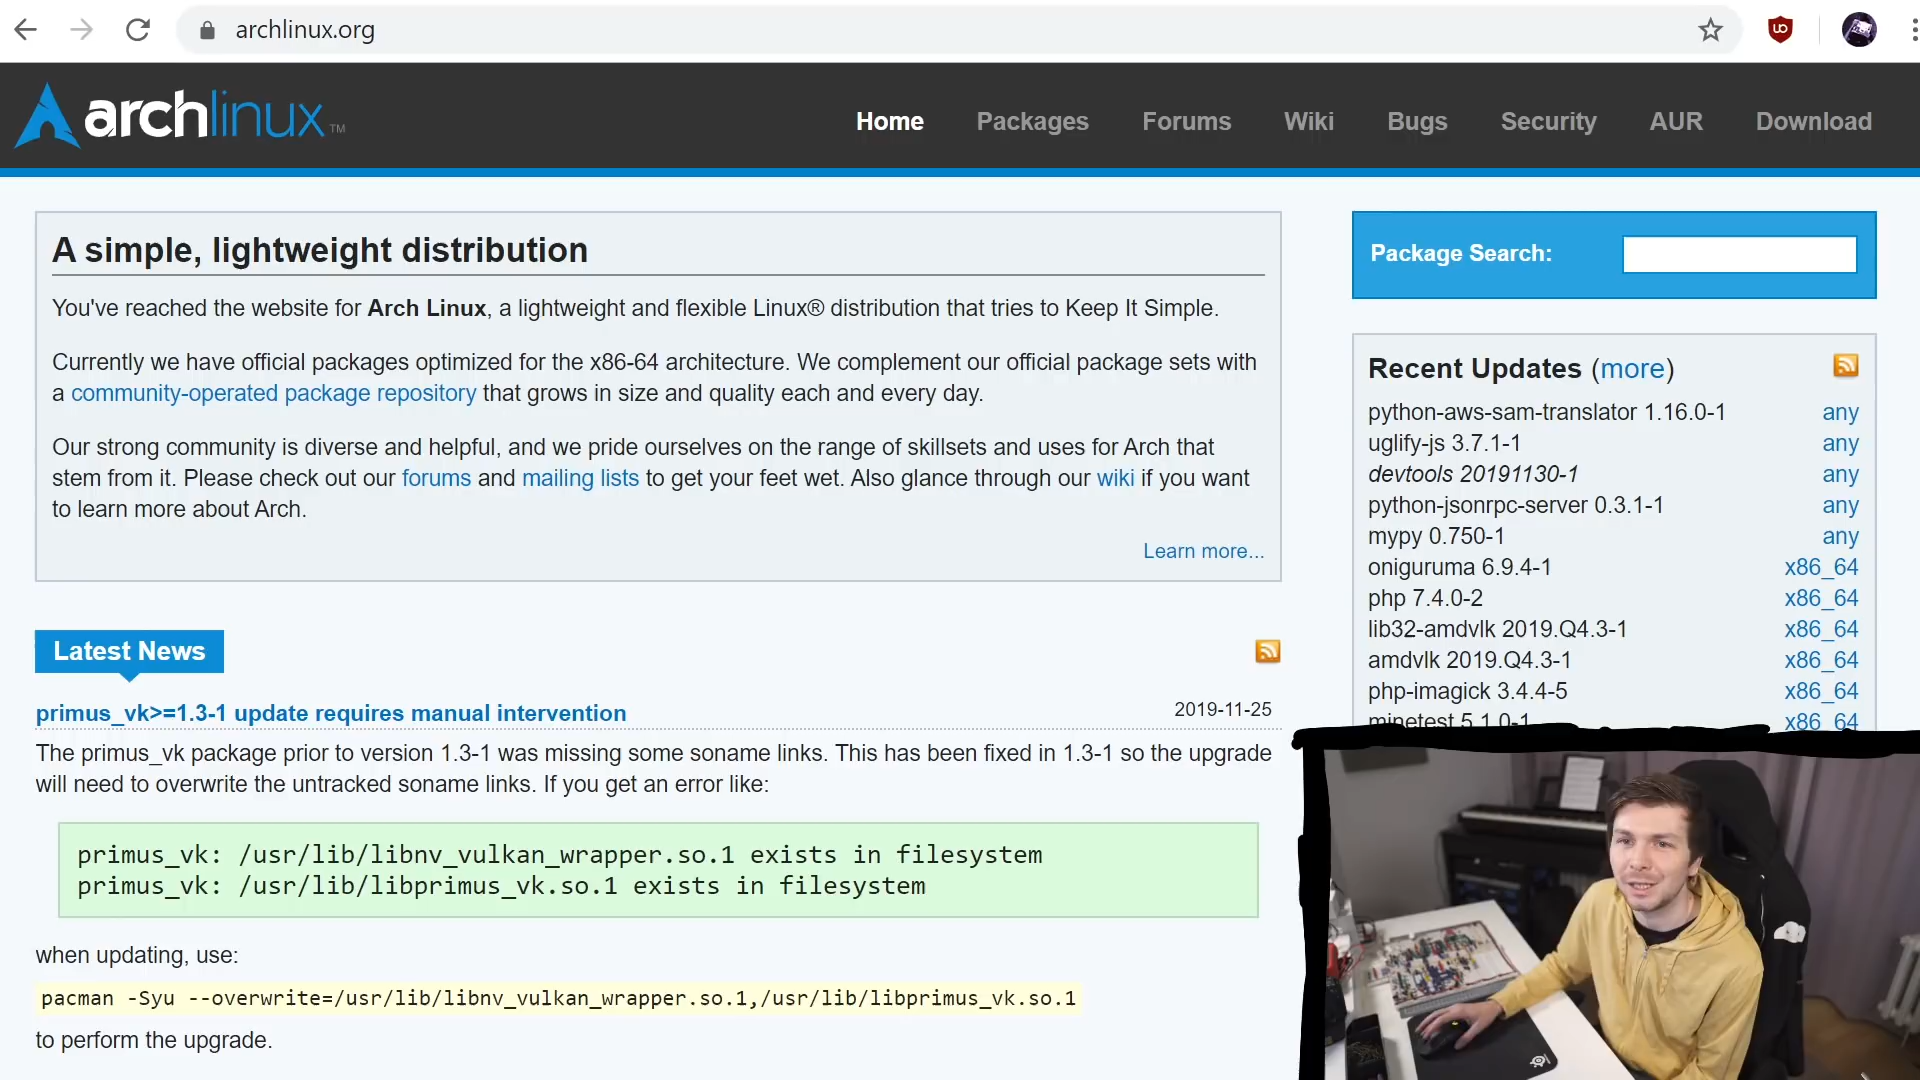 archlinux.org
archlinux™
Home Packages Forums Wiki Bugs Security AUR Download
A simple, lightweight distribution
You've reached the website for Arch Linux, a lightweight and flexible Linux® distribution that tries to Keep It Simple.
Currently we have official packages optimized for the x86-64 architecture. We complement our official package sets with
a community-operated package repository that grows in size and quality each and every day.
Our strong community is diverse and helpful, and we pride ourselves on the range of skillsets and uses for Arch that
stem from it. Please check out our forums and mailing lists to get your feet wet. Also glance through our wiki if you want
to learn more about Arch.
Learn more...
Latest News
primus_vk>=1.3-1 update requires manual intervention
2019-11-25
The primus_vk package prior to version 1.3-1 was missing some soname links. This has been fixed in 1.3-1 so the upgrade
will need to overwrite the untracked soname links. If you get an error like:
primus_vk: /usr/lib/libnv_vulkan_wrapper.so.1 exists in filesystem
primus_vk: /usr/lib/libprimus_vk.so.1 exists in filesystem
when updating, use:
pacman -Syu --overwrite=/usr/lib/libnv_vulkan_wrapper.so.1,/usr/lib/libprimus_vk.so.1
to perform the upgrade.
Package Search:
Recent Updates (more)
python-aws-sam-translator 1.16.0-1 any
uglify-js 3.7.1-1 any
devtools 20191130-1 any
python-jsonrpc-server 0.3.1-1 any
mypy 0.750-1 any
oniguruma 6.9.4-1 x86_64
php 7.4.0-2 x86_64
lib32-amdvlk 2019.Q4.3-1 x86_64
amdvlk 2019.Q4.3-1 x86_64
php-imagick 3.4.4-5 x86_64
minetest 5.1.0-1 x86_64